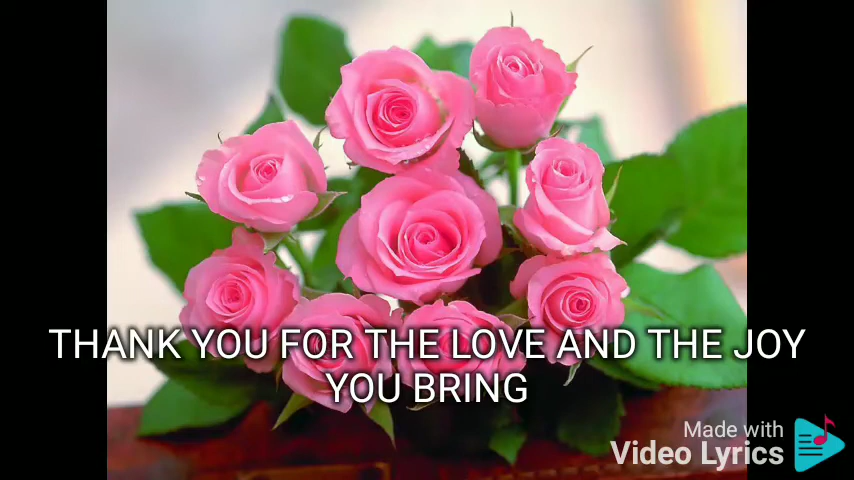 THANK YOU FOR THE LOVE AND THE JOY
YOU BRING
Made with
Video Lyrics